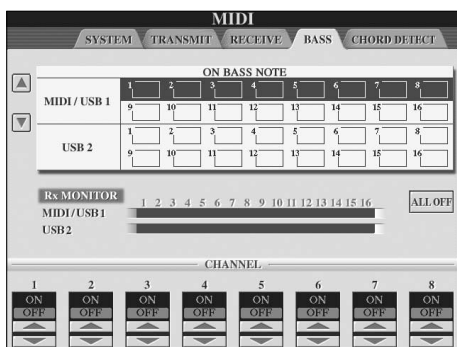 MIDI
SYSTEM TRANSMIT RECEIVE BASS CHORD DETECT
ON BASS NOTE
MIDI / USB 1
1 2 3 4 5 6 7 8
9 10 11 12 13 14 15 16
USB 2
1 2 3 4 5 6 7 8
9 10 11 12 13 14 15 16
Rx MONITOR
1 2 3 4 5 6 7 8 9 10 11 12 13 14 15 16
ALL OFF
MIDI/USB1
USB2
CHANNEL
1 2 3 4 5 6 7 8
ON ON ON ON ON ON ON ON
OFF OFF OFF OFF OFF OFF OFF OFF